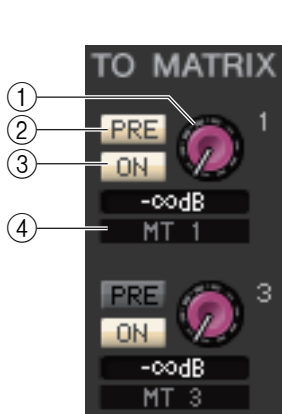 TO MATRIX
① 1
② PRE
③ ON
-∞dB
④ MT 1
PRE 3
ON
-∞dB
MT 3